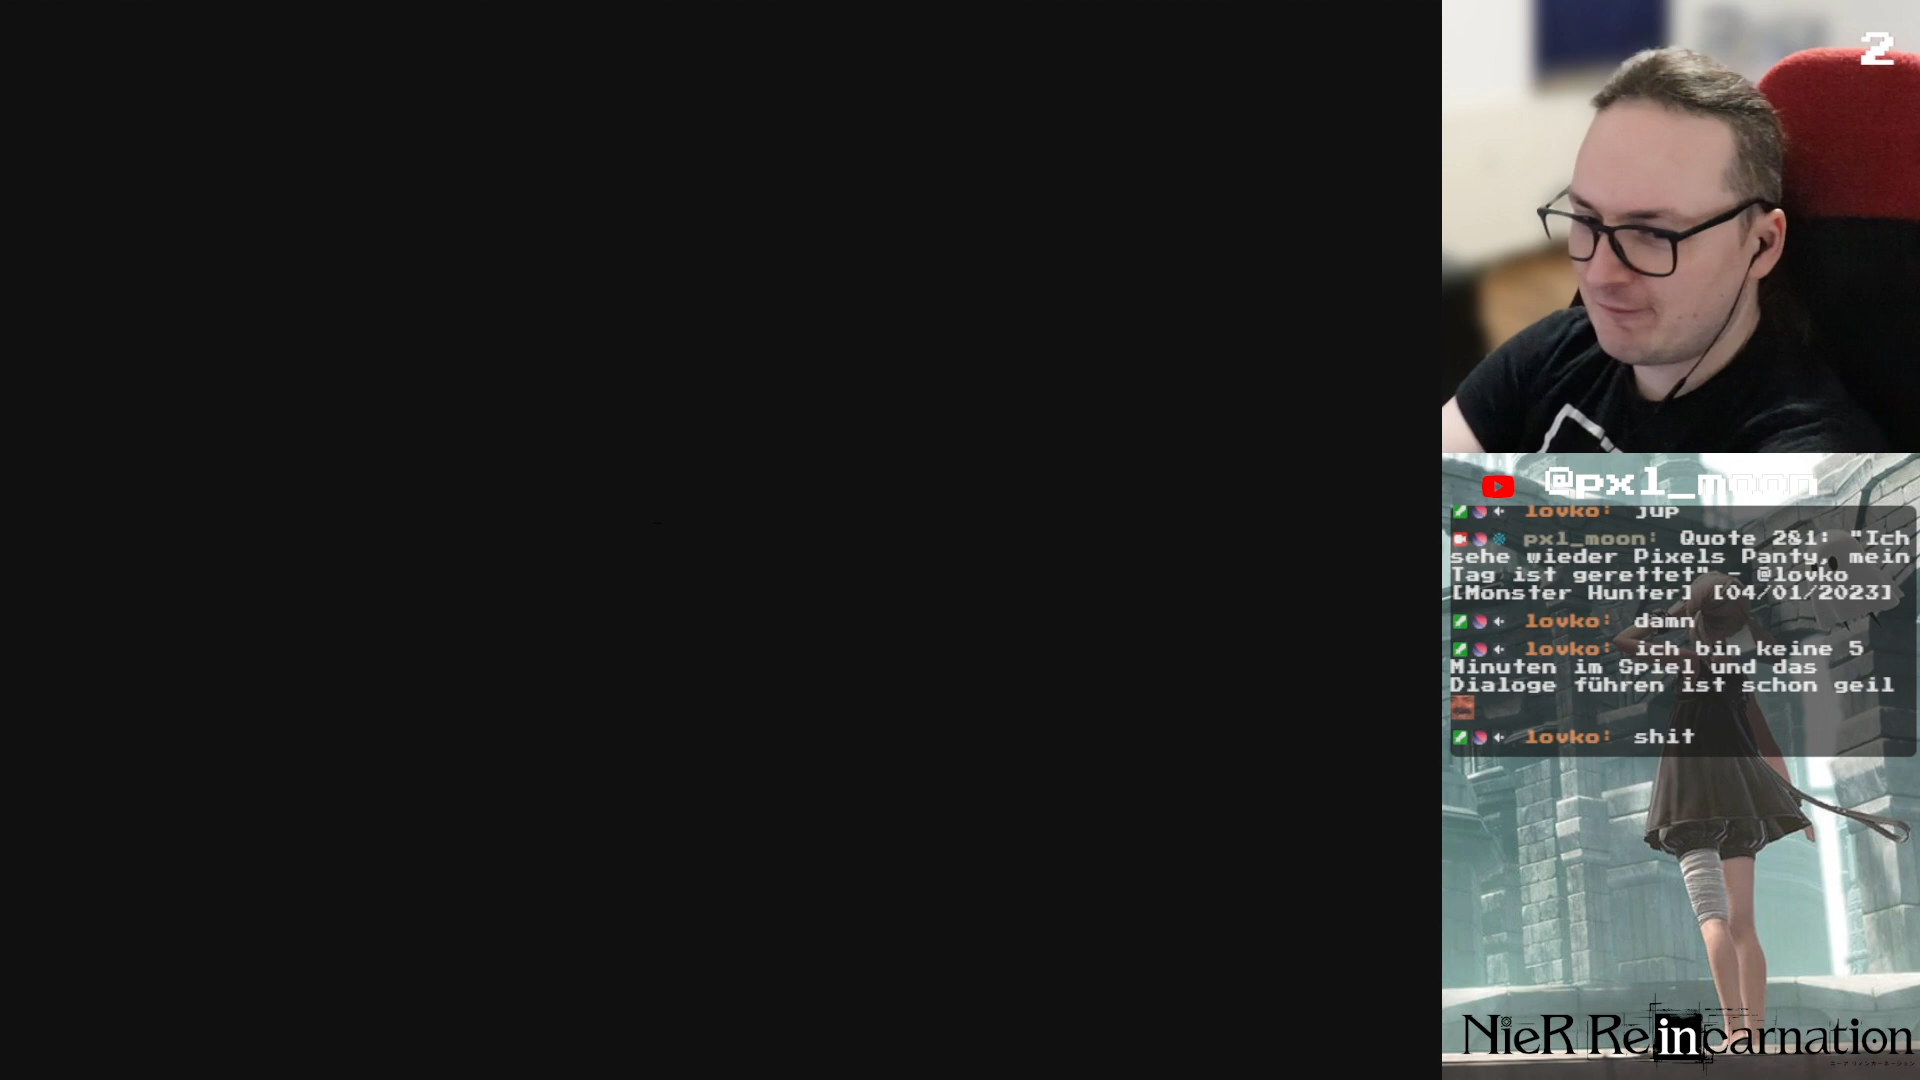 2
@pxl_moon
lovko: jup
pxl_moon: Quote 281: "Ich
sehe wieder Pixels Panty, mein
Tag ist gerettet" - @lovko
[Monster Hunter] [04/01/2023]
lovko: damn
lovko: ich bin keine 5
Minuten im Spiel und das
Dialoge führen ist schon geil
lovko: shit
NieR Reincarnation